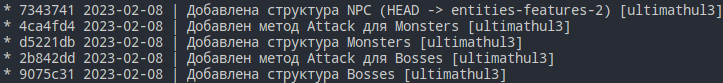 * 7343741 2023-02-08 | Добавлена структура NPC (HEAD -> entities-features-2) [ultimathul3]
* 4ca4fd4 2023-02-08 | Добавлен метод Attack для Monsters [ultimathul3]
* d5221db 2023-02-08 | Добавлена структура Monsters [ultimathul3]
* 2b842dd 2023-02-08 | Добавлен метод Attack для Bosses [ultimathul3]
* 9075c31 2023-02-08 | Добавлена структура Bosses [ultimathul3]